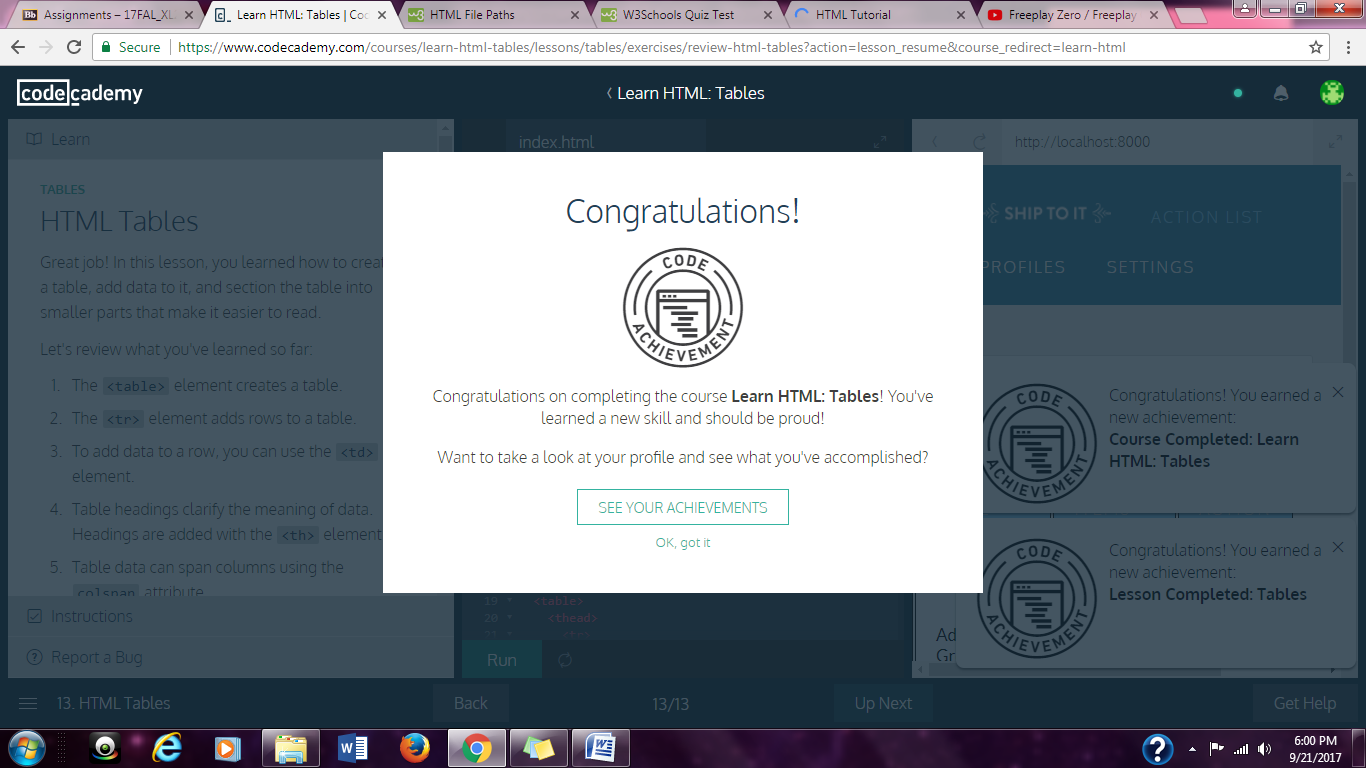 Assignments – 17FAL_XL
Learn HTML: Tables | Co
HTML File Paths
W3Schools Quiz Test
HTML Tutorial
Freeplay Zero / Freeplay
Secure
https://www.codecademy.com/courses/learn-html-tables/lessons/tables/exercises/review-html-tables?action=lesson_resume&course_redirect=learn-html
codecademy
Learn HTML: Tables
Learn
TABLES
HTML Tables
Great job! In this lesson, you learned how to
a table, add data to it, and section the table into
smaller parts that make it easier to read.
Let's review what you've learned so far:
1. The <table> element creates a table.
2. The <tr> element adds rows to a table.
3. To add data to a row, you can use the <td>
element.
4. Table headings clarify the meaning of data.
Headings are added with the <th> element
5. Table data can span columns using the
colspan attribute
Instructions
Report a Bug
index.html
19 <table>
20 <thead>
21 <tr>
Run
http://localhost:8000
SHIP TO IT
ACTION LIST
PROFILES
SETTINGS
Congratulations!
CODE
ACHIEVEMENT
Congratulations on completing the course Learn HTML: Tables! You've
learned a new skill and should be proud!
Want to take a look at your profile and see what you've accomplished?
SEE YOUR ACHIEVEMENTS
OK, got it
CODE
ACHIEVEMENT
Congratulations! You earned a
new achievement:
Course Completed: Learn
HTML: Tables
CODE
ACHIEVEMENT
Congratulations! You earned a
new achievement:
Lesson Completed: Tables
Ad
Gr
13. HTML Tables
Back
13/13
Up Next
Get Help
6:00 PM
9/21/2017